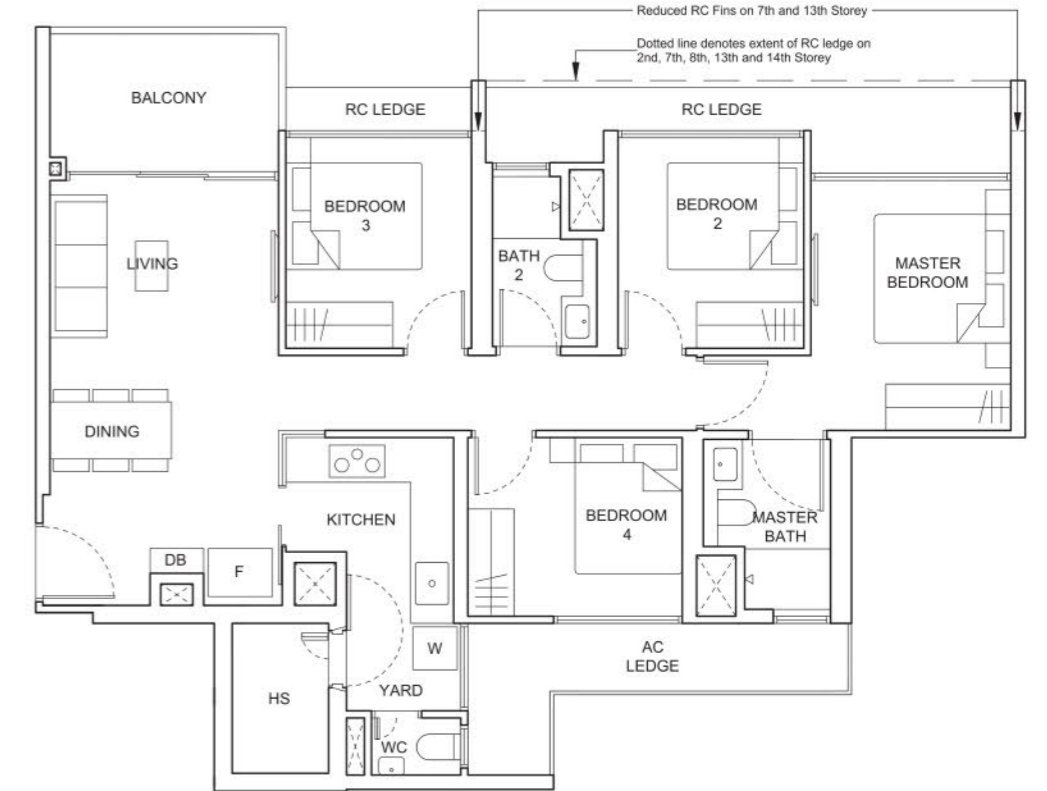 Reduced RC Fins on 7th and 13th Storey
Dotted line denotes extent of RC ledge on
2nd, 7th, 8th, 13th and 14th Storey
BALCONY
RC LEDGE
RC LEDGE
BEDROOM
3
BEDROOM
2
BATH
2
LIVING
MASTER
BEDROOM
DINING
KITCHEN
BEDROOM
4
MASTER
BATH
DB
F
W
AC
LEDGE
HS
YARD
WC